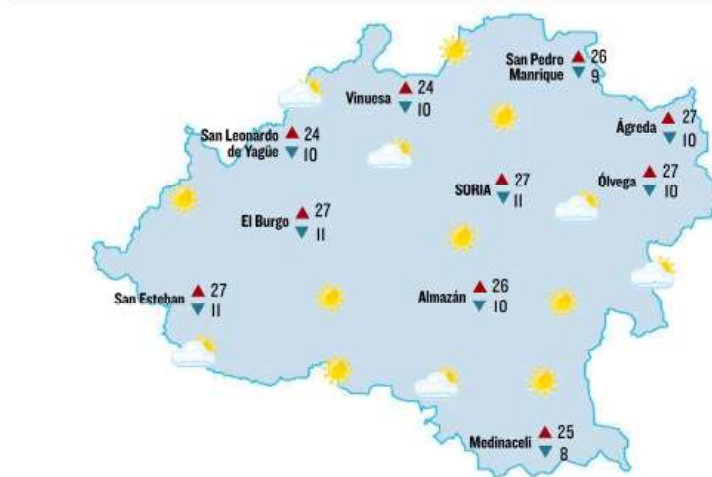 San Pedro
Manrique
26
9
Vinuesa
24
10
Ágreda
27
10
San Leonardo
de Yagüe
24
10
SORIA
27
11
Ólvega
27
10
El Burgo
27
11
San Esteban
27
11
Almazán
26
10
Medinaceli
25
8